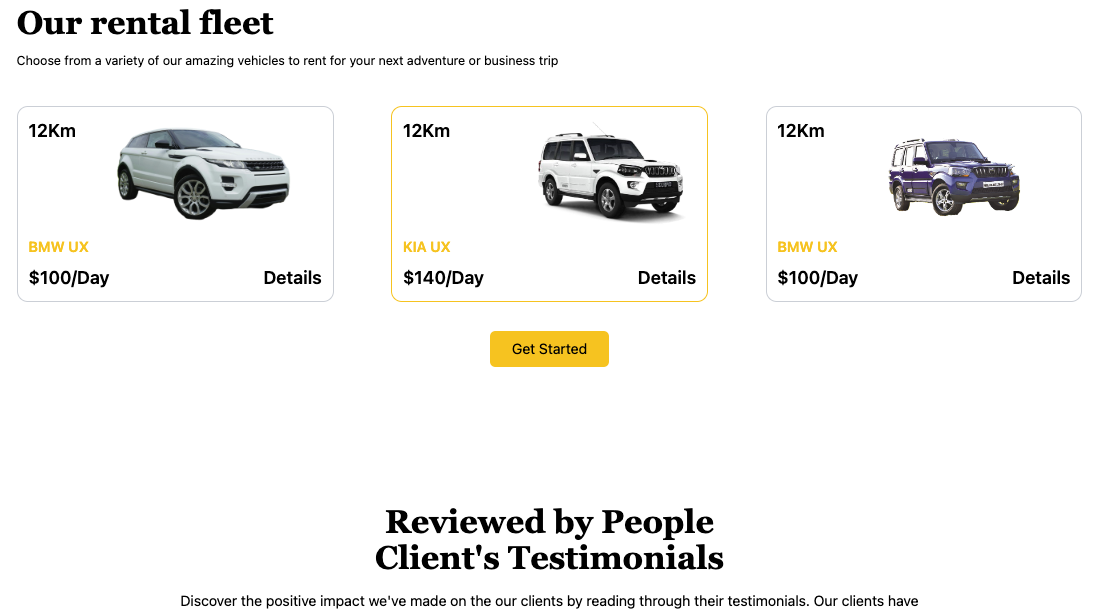 Our rental fleet
Choose from a variety of our amazing vehicles to rent for your next adventure or business trip
12Km
BMW UX
$100/Day Details
12Km
KIA UX
$140/Day Details
12Km
BMW UX
$100/Day Details
Get Started
Reviewed by People
Client's Testimonials
Discover the positive impact we've made on the our clients by reading through their testimonials. Our clients have